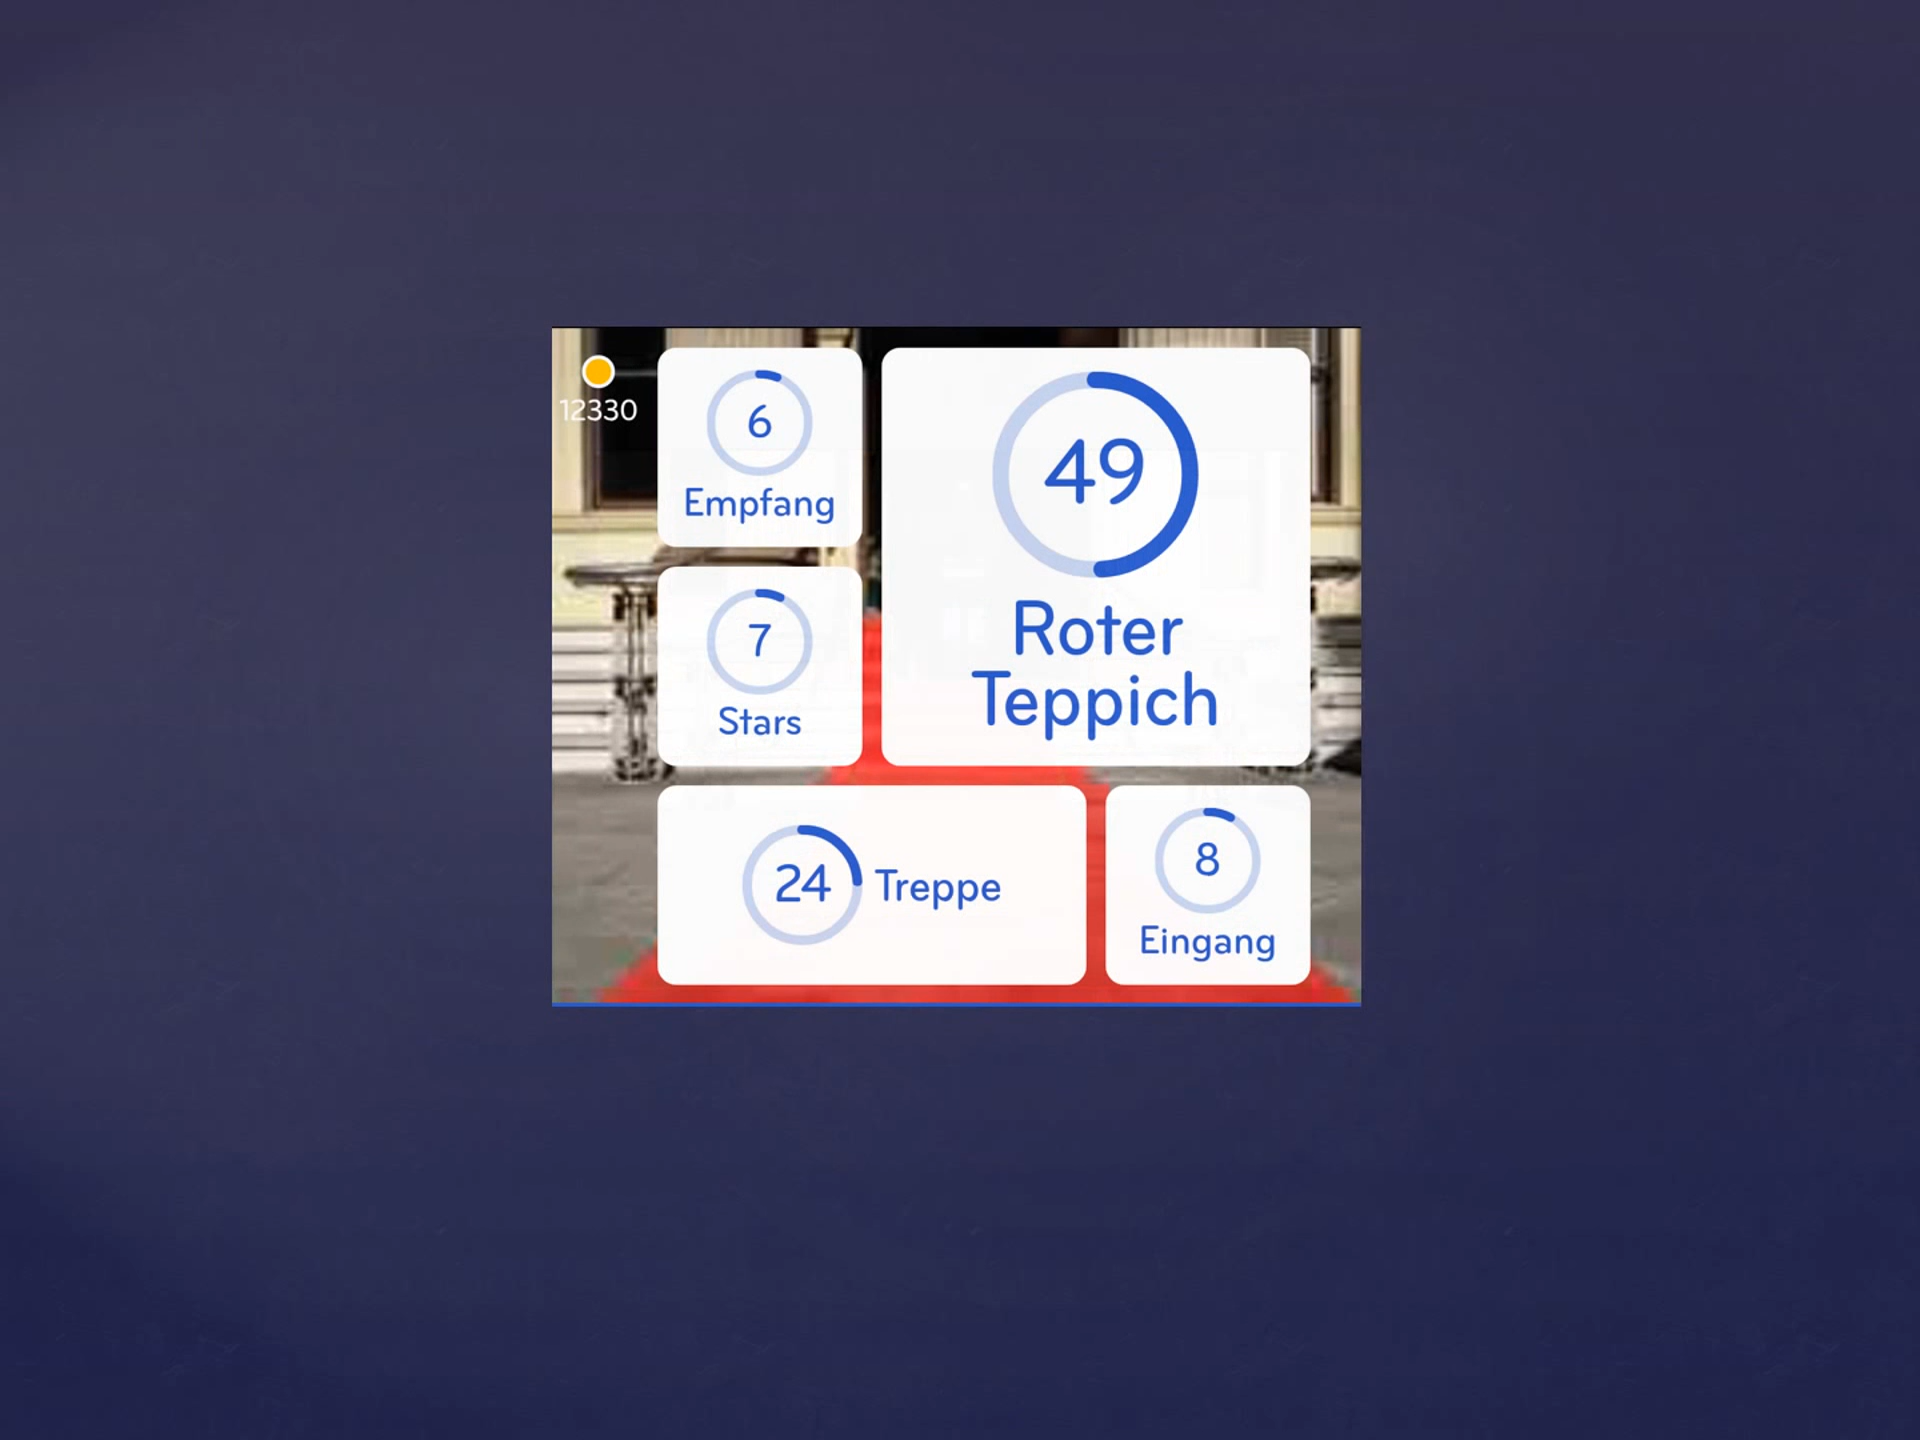 12330
6
Empfang
49
Roter
Teppich
7
Stars
24 Treppe
8
Eingang